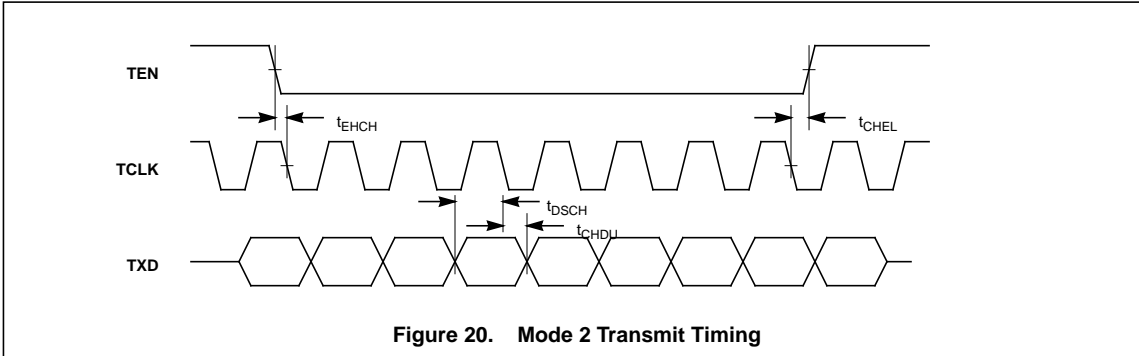 TEN
tEHCH
tCHEL
TCLK
tDSCH
tCHDU
TXD
Figure 20. Mode 2 Transmit Timing